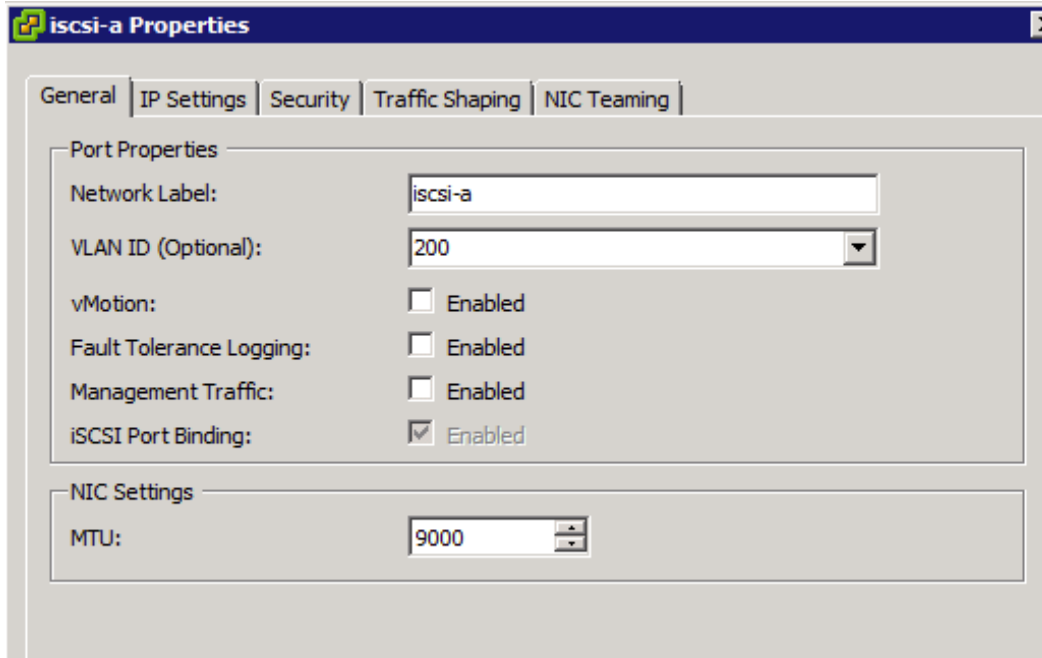 iscsi-a Properties
General IP Settings Security Traffic Shaping NIC Teaming
Port Properties
Network Label: iscsi-a
VLAN ID (Optional): 200
vMotion: Enabled
Fault Tolerance Logging: Enabled
Management Traffic: Enabled
iSCSI Port Binding: Enabled
NIC Settings
MTU: 9000